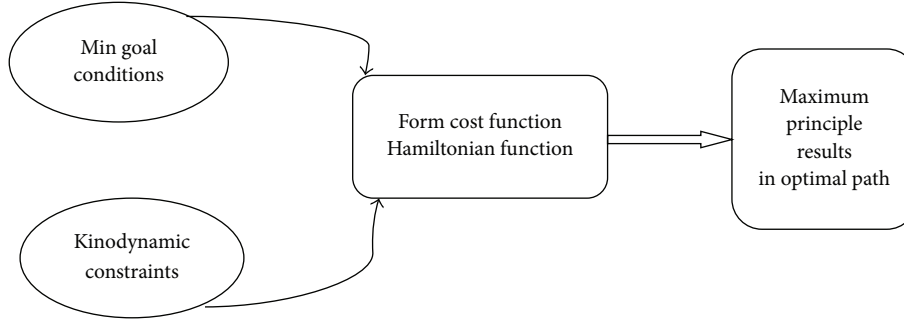 Min goal
conditions
Form cost function
Hamiltonian function
Maximum
principle
results
in optimal path
Kinodynamic
constraints